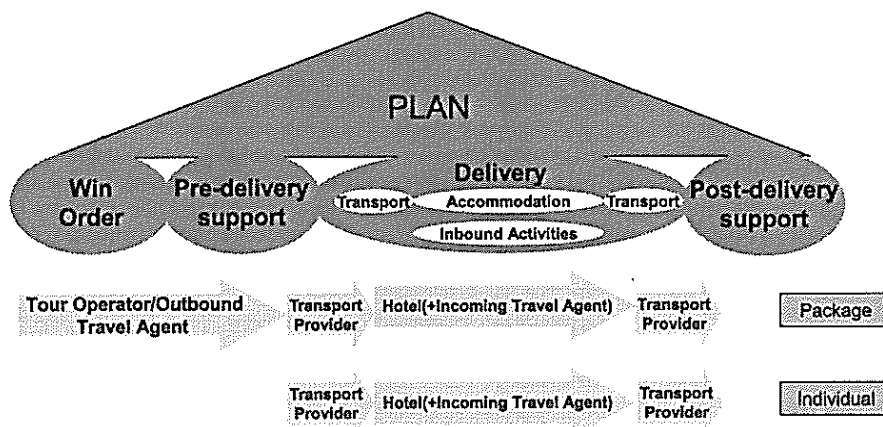 PLAN
Win
Order
Pre-delivery
support
Delivery
Transport
Accommodation
Transport
Inbound Activities
Post-delivery
support
Tour Operator/Outbound
Travel Agent
Transport
Provider
Hotel(+Incoming Travel Agent)
Transport
Provider
Package
Transport
Provider
Hotel(+Incoming Travel Agent)
Transport
Provider
Individual